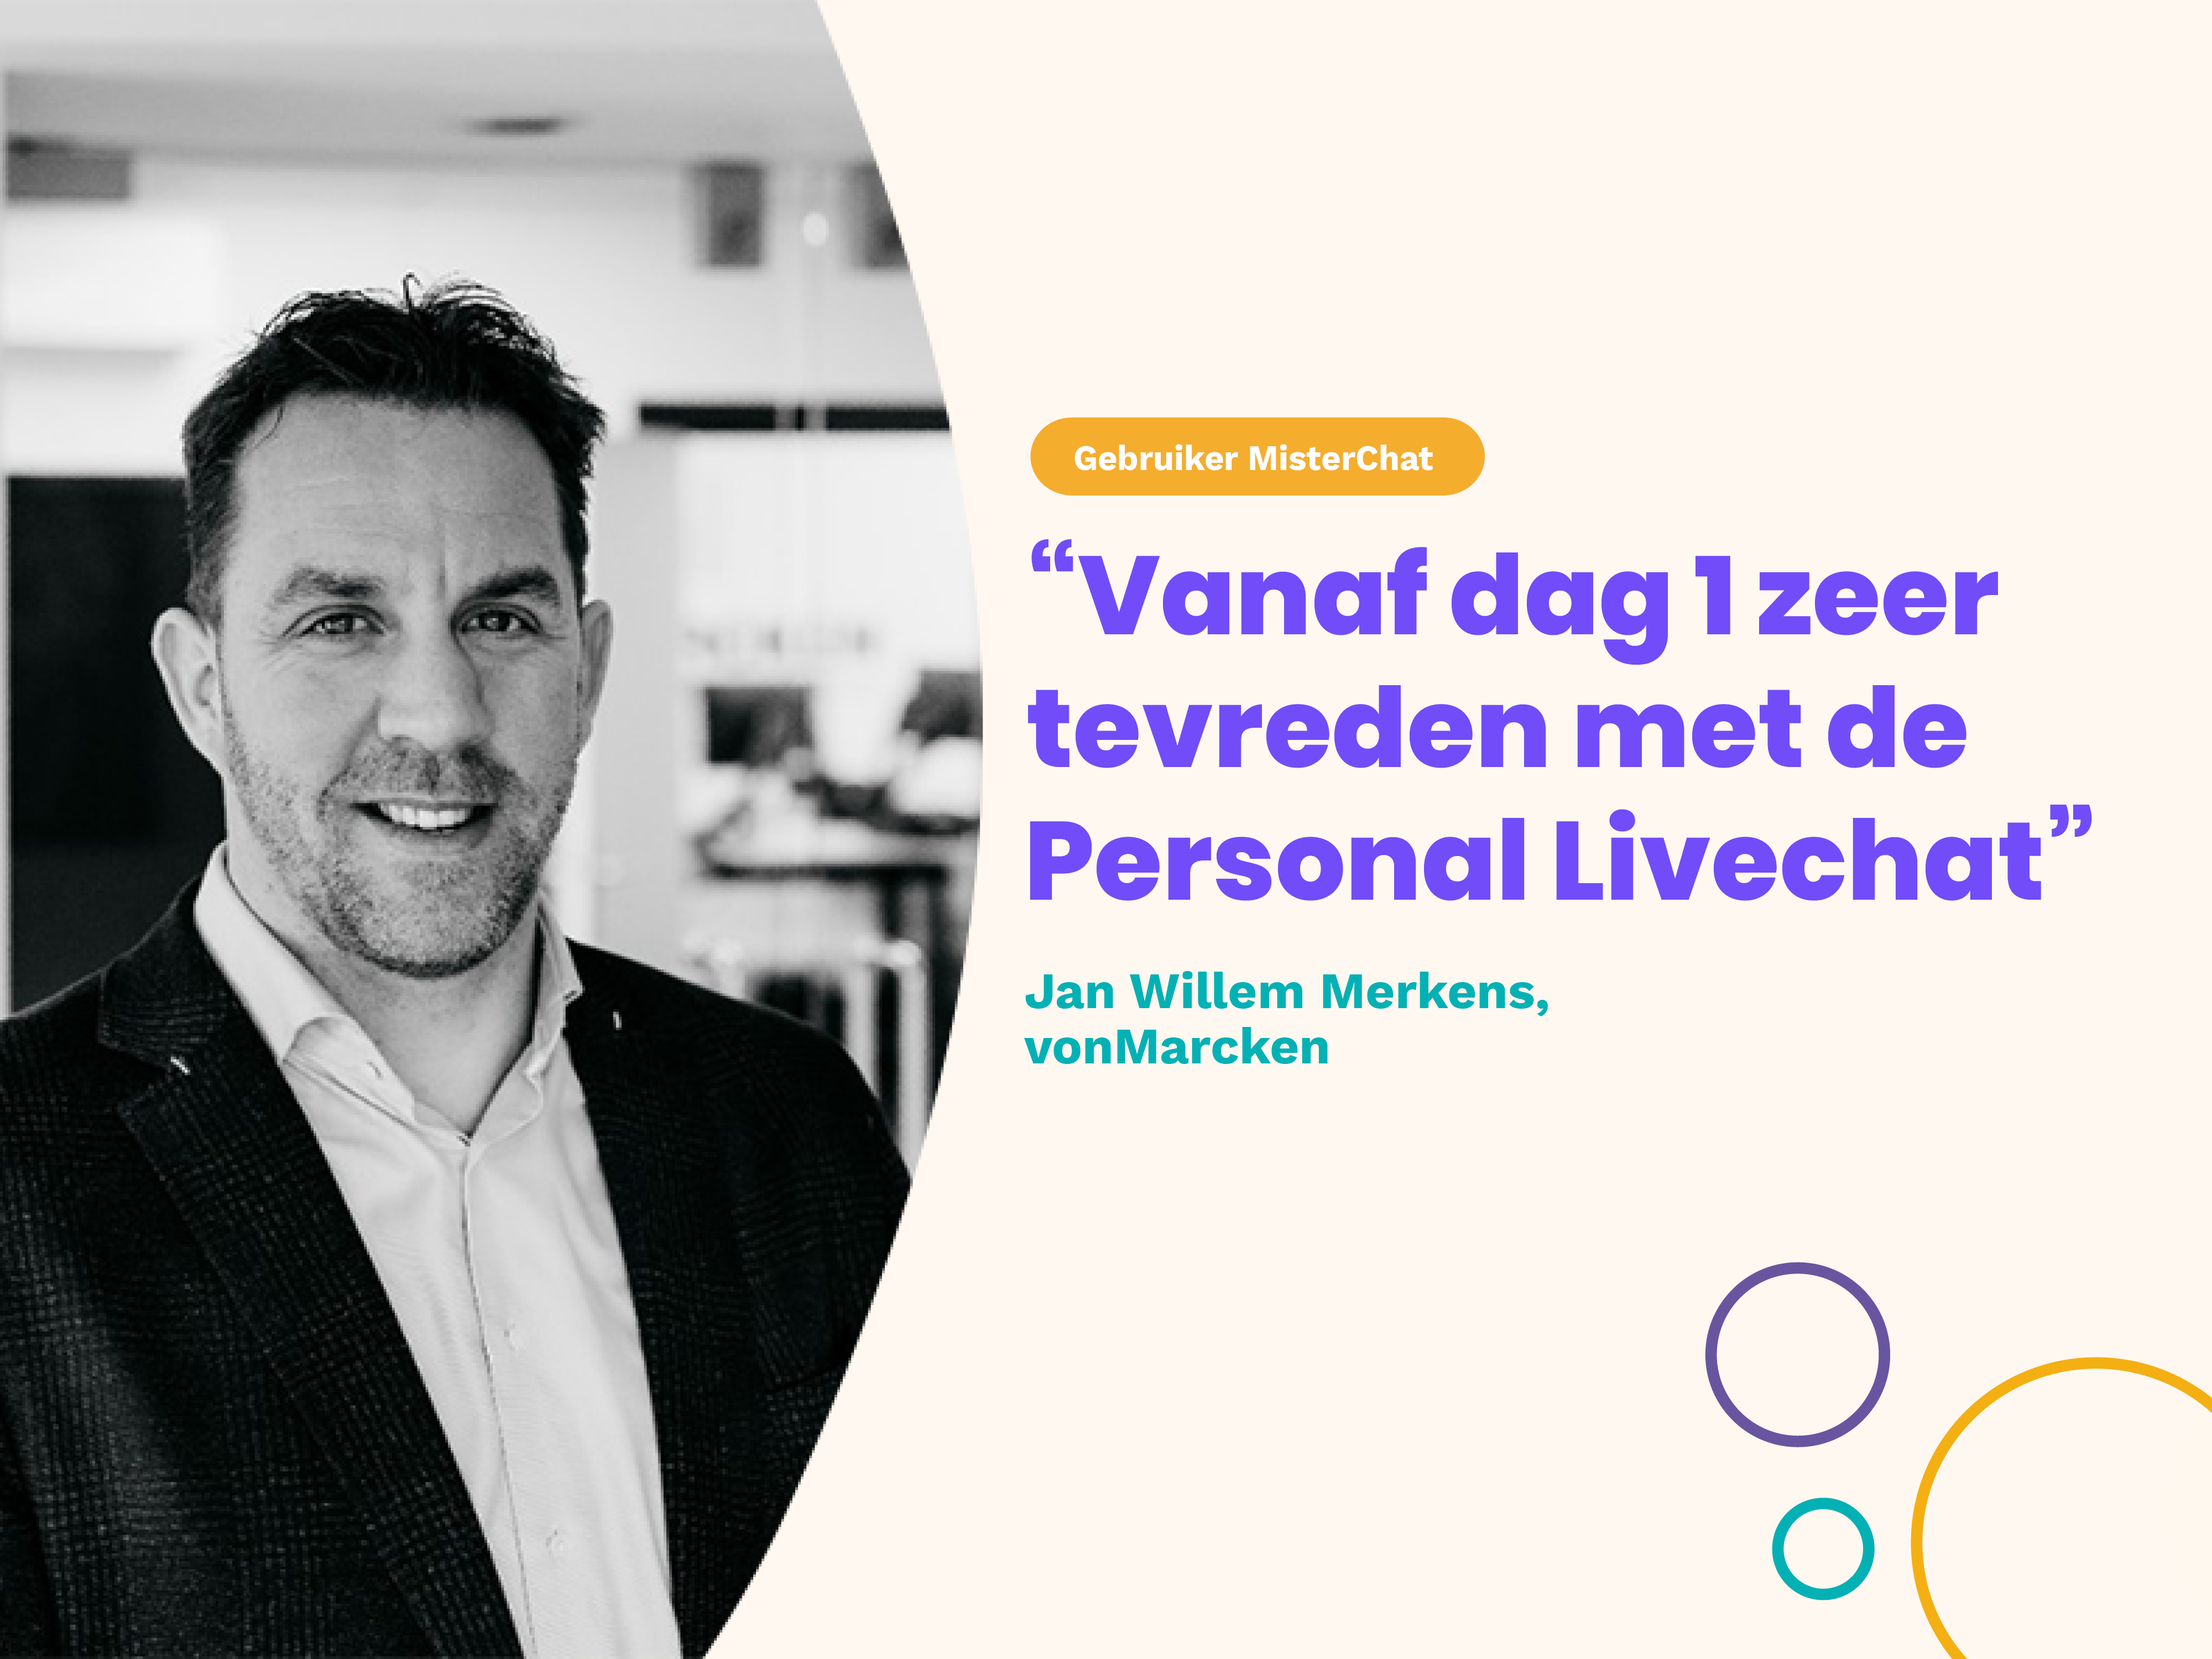 Gebruiker MisterChat
“Vanaf dag 1 zeer
tevreden met de
Personal Livechat”
Jan Willem Merkens,
vonMarcken